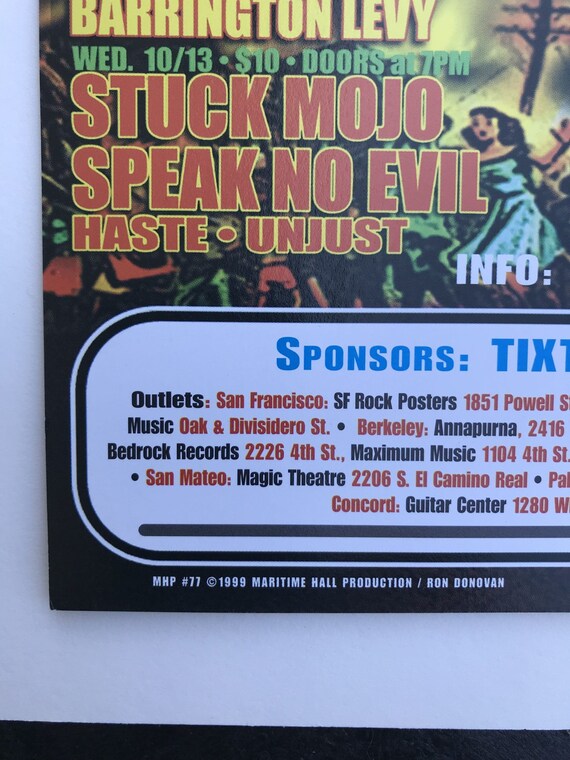 BARRINGTON LEVY
WED. 10/13 • $10 • DOORS at 7PM
STUCK MOJO
SPEAK NO EVIL
HASTE • UNJUST
INFO:
SPONSORS: TIXT
Outlets: San Francisco: SF Rock Posters 1851 Powell St
Music Oak & Divisidero St. • Berkeley: Annapurna, 2416
Bedrock Records 2226 4th St., Maximum Music 1104 4th St.
• San Mateo: Magic Theatre 2206 S. El Camino Real • Pal
Concord: Guitar Center 1280 W
MHP #77 ©1999 MARITIME HALL PRODUCTION / RON DONOVAN